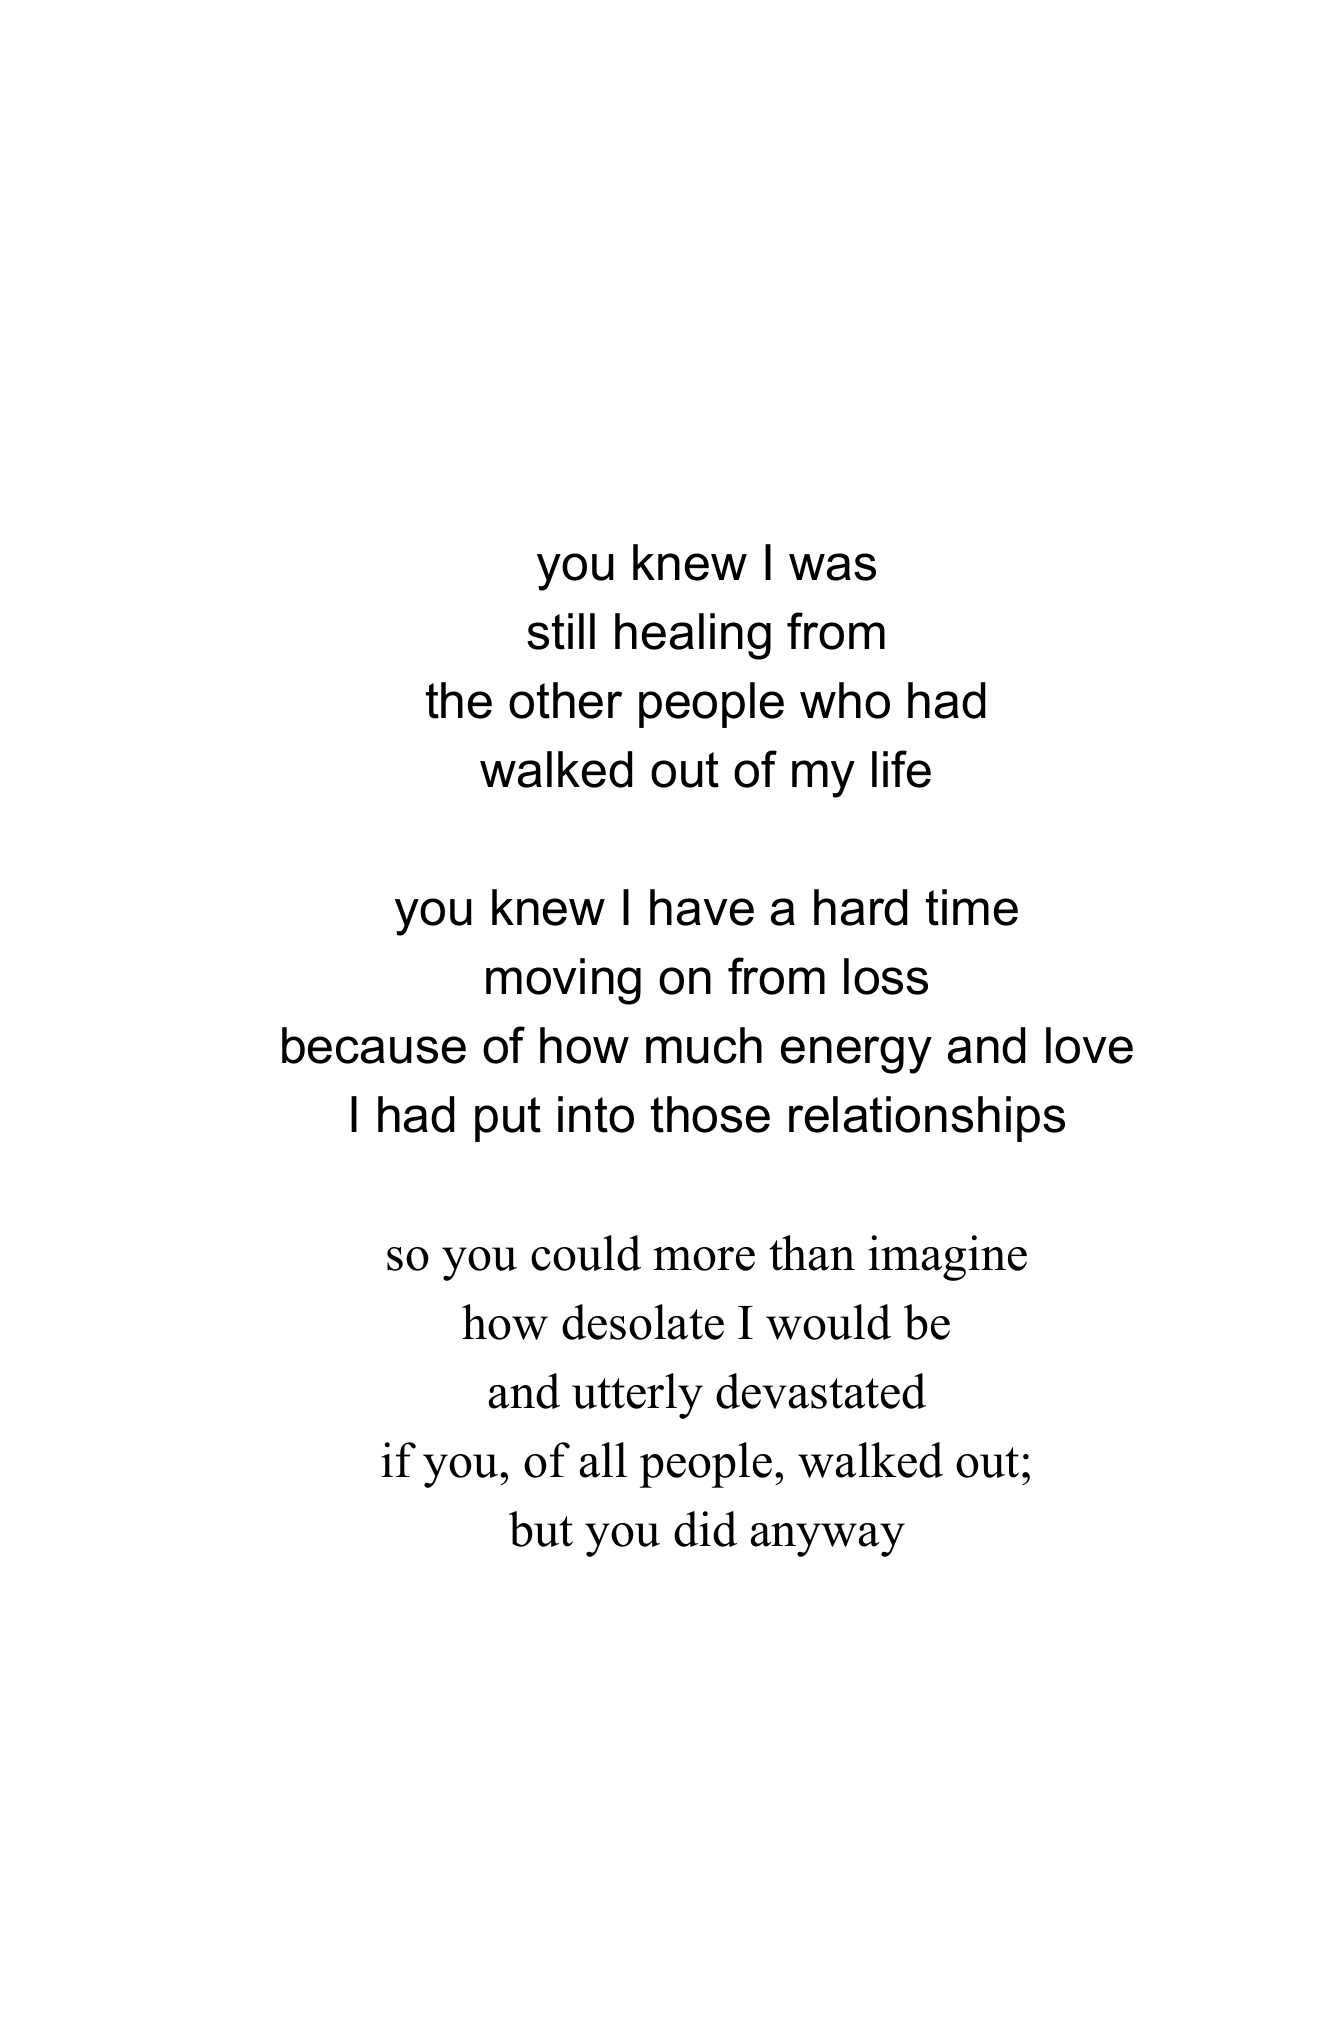 you knew I was
still healing from
the other people who had
walked out of my life
you knew I have a hard time
moving on from loss
because of how much energy and love
I had put into those relationships
so you could more than imagine
how desolate I would be
and utterly devastated
if you, of all people, walked out;
but you did anyway